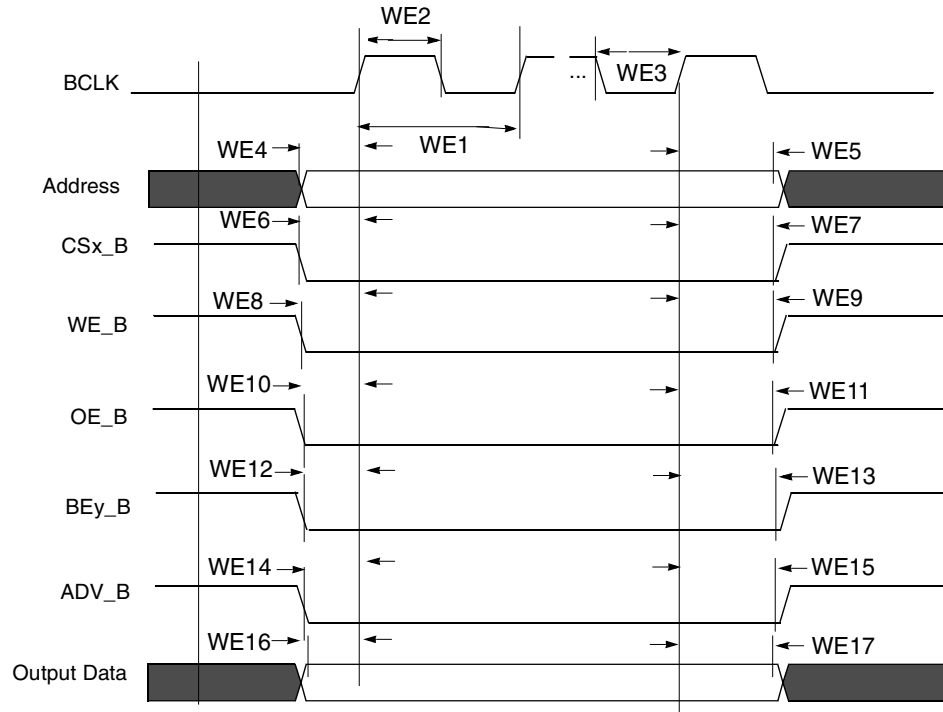 WE2
BCLK
...
WE3
WE1
WE4
WE5
Address
WE6
WE7
CSx_B
WE8
WE9
WE_B
WE10
WE11
OE_B
WE12
WE13
BEy_B
WE14
WE15
ADV_B
WE16
WE17
Output Data